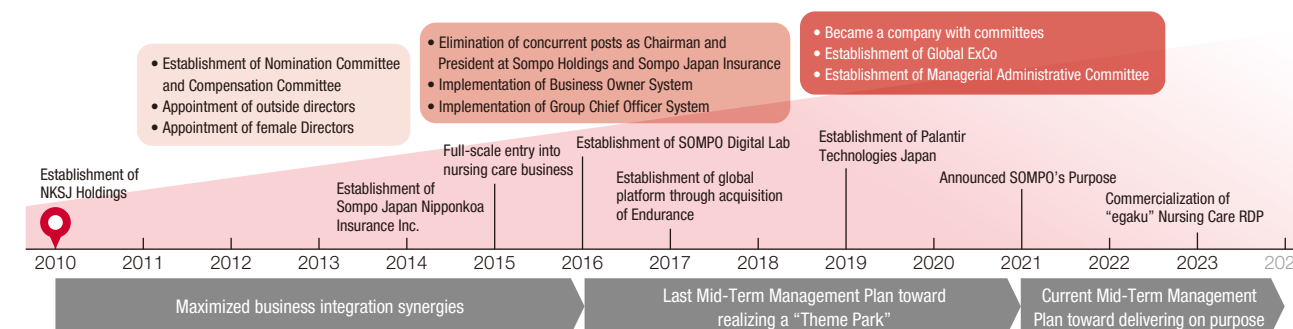 • Establishment of Nomination Committee
and Compensation Committee
• Appointment of outside directors
• Appointment of female Directors
• Elimination of concurrent posts as Chairman and
President at Sompo Holdings and Sompo Japan Insurance
• Implementation of Business Owner System
• Implementation of Group Chief Officer System
• Became a company with committees
• Establishment of Global ExCo
• Establishment of Managerial Administrative Committee
Establishment of
NKSJ Holdings
Establishment of
Sompo Japan Nipponkoa
Insurance Inc.
Full-scale entry into
nursing care business
Establishment of SOMPO Digital Lab
Establishment of global
platform through acquisition
of Endurance
Establishment of Palantir
Technologies Japan
Announced SOMPO's Purpose
Commercialization of
“egaku” Nursing Care RDP
2010 2011 2012 2013 2014 2015 2016 2017 2018 2019 2020 2021 2022 2023
Maximized business integration synergies
Last Mid-Term Management Plan toward
realizing a “Theme Park”
Current Mid-Term Management
Plan toward delivering on purpose